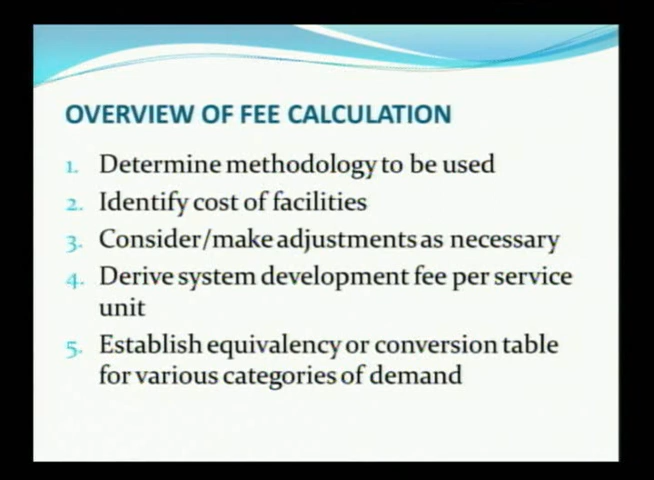 OVERVIEW OF FEE CALCULATION
1. Determine methodology to be used
2. Identify cost of facilities
3. Consider/make adjustments as necessary
4. Derive system development fee per service
unit
5. Establish equivalency or conversion table
for various categories of demand